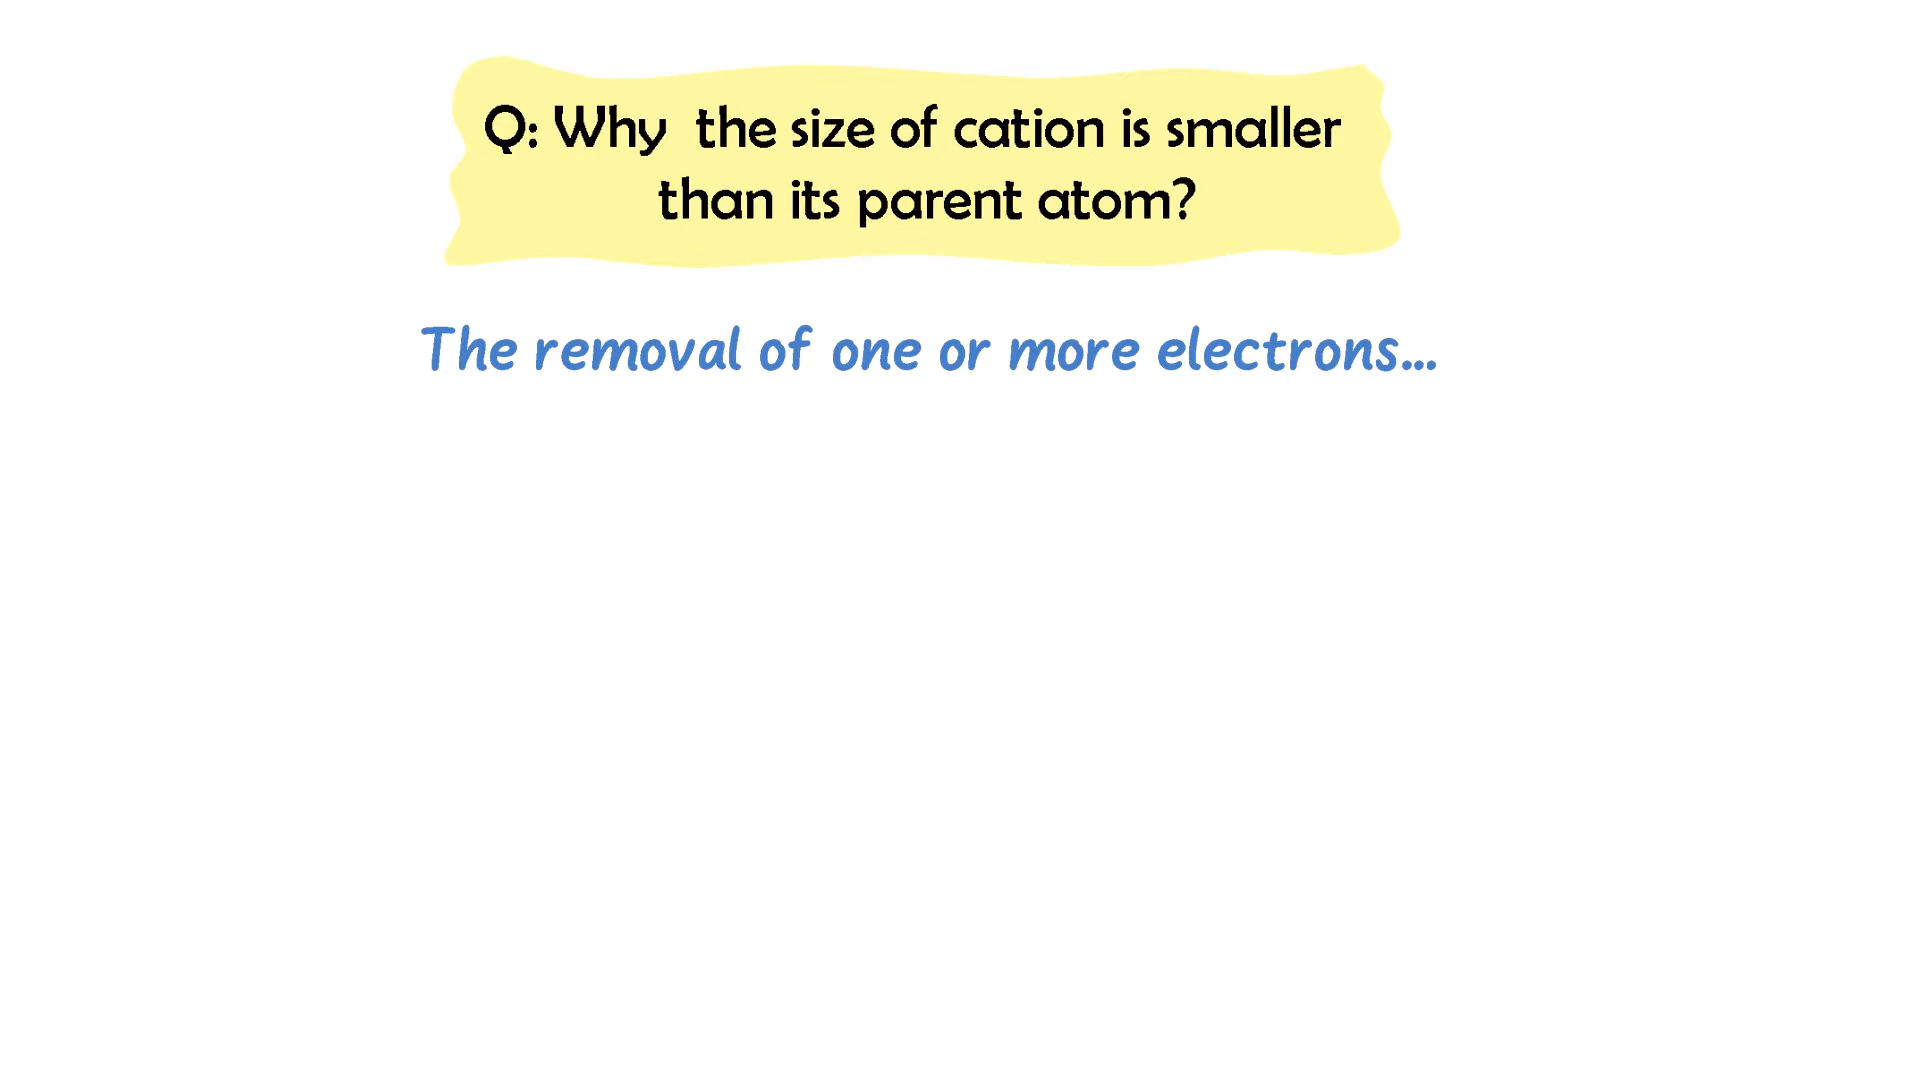 Q: Why  the size of cation is smaller
than its parent atom?
The removal of one or more electrons...